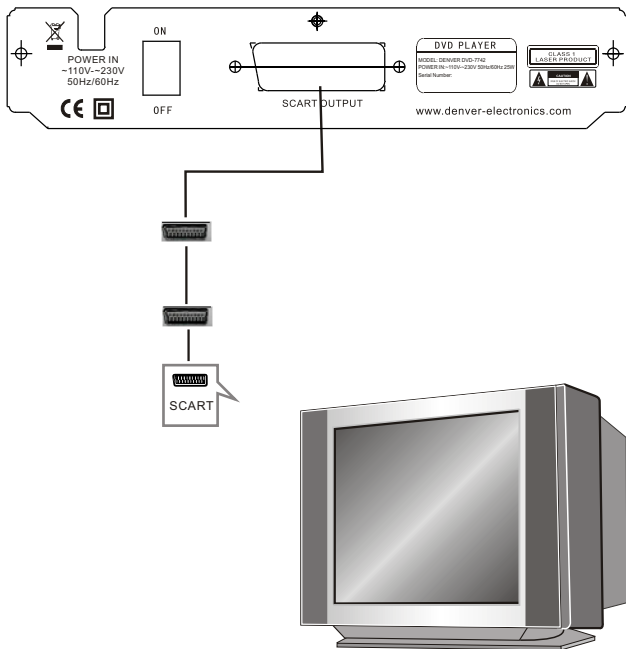 ON
POWER IN
~110V-~230V
50Hz/60Hz
CE
OFF
SCART OUTPUT
DVD PLAYER
MODEL: DENVER DVD-7742
POWER IN:~110V-~230V 50Hz/60Hz 25W
Serial Number:
CLASS 1
LASER PRODUCT
CAUTION
www.denver-electronics.com
SCART